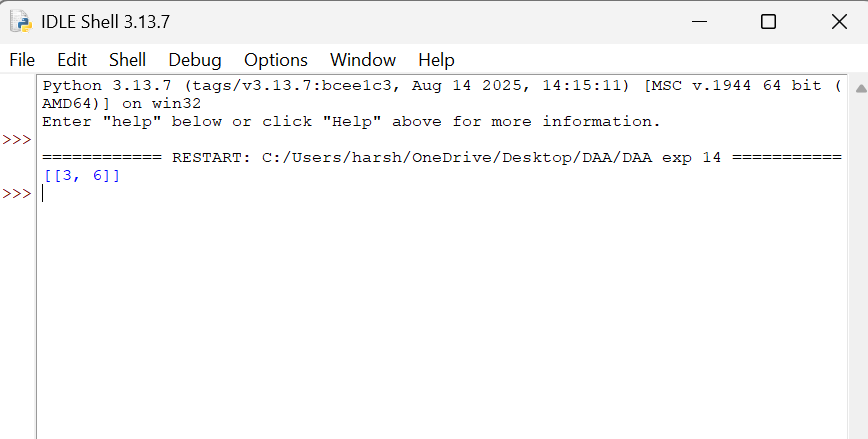 IDLE Shell 3.13.7
File Edit Shell Debug Options Window Help
Python 3.13.7 (tags/v3.13.7:bcee1c3, Aug 14 2025, 14:15:11) [MSC v.1944 64 bit (
AMD64)] on win32
Enter "help" below or click "Help" above for more information.
>>>
============ RESTART: C:/Users/harsh/OneDrive/Desktop/DAA/DAA exp 14 ===========
[[3, 6]]
>>>